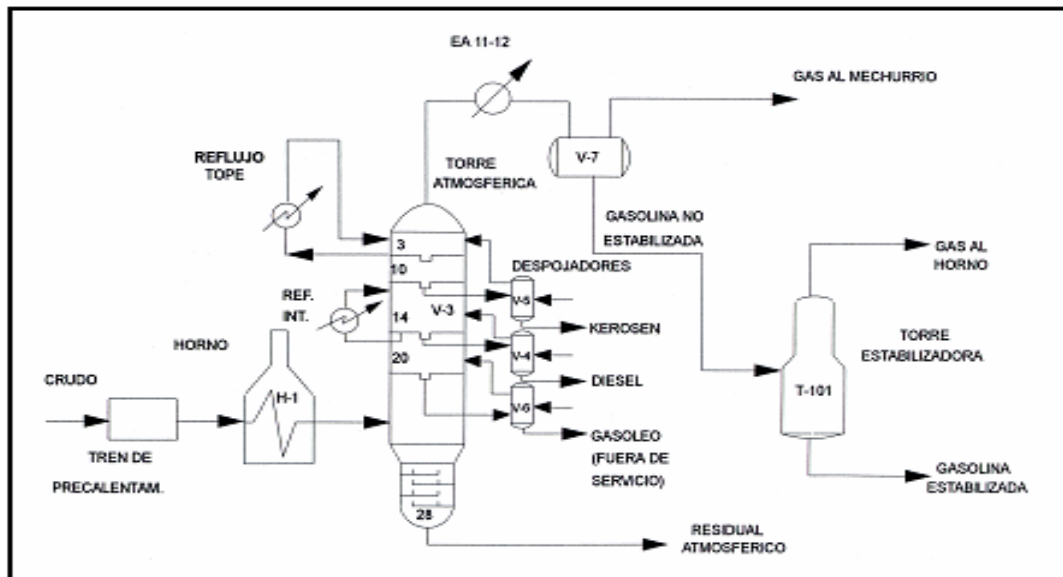 EA 11-12
GAS AL MECHURRIO
V-7
REFLUJO
TOPE
TORRE
ATMOSFERICA
GASOLINA NO
ESTABILIZADA
GAS AL
HORNO
3
10
DESPOJADORES
V-5
REF.
INT.
14
V-3
KEROSEN
TORRE
ESTABILIZADORA
HORNO
20
V-4
CRUDO
DIESEL
T-101
H-1
V-6
TREN DE
PRECALENTAM.
GASOLEO
(FUERA DE
SERVICIO)
GASOLINA
ESTABILIZADA
28
RESIDUAL
ATMOSFERICO